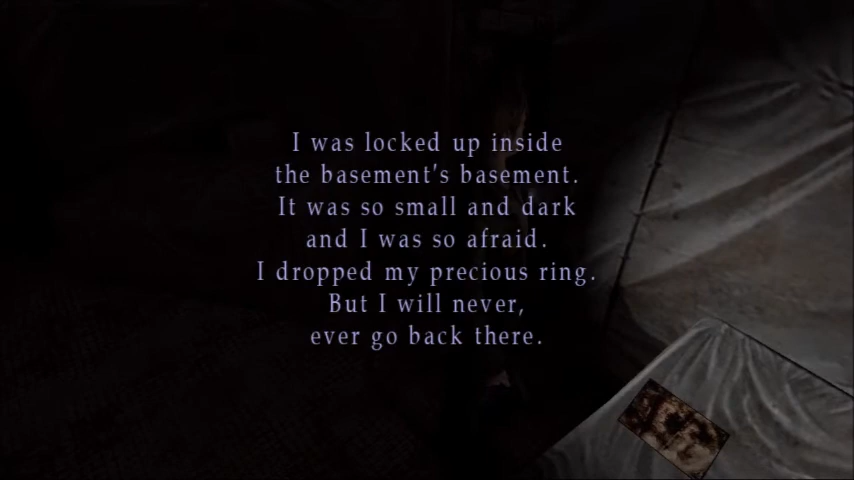 I was locked up inside
the basement's basement.
It was so small and dark
and I was so afraid.
I dropped my precious ring.
But I will never,
ever go back there.